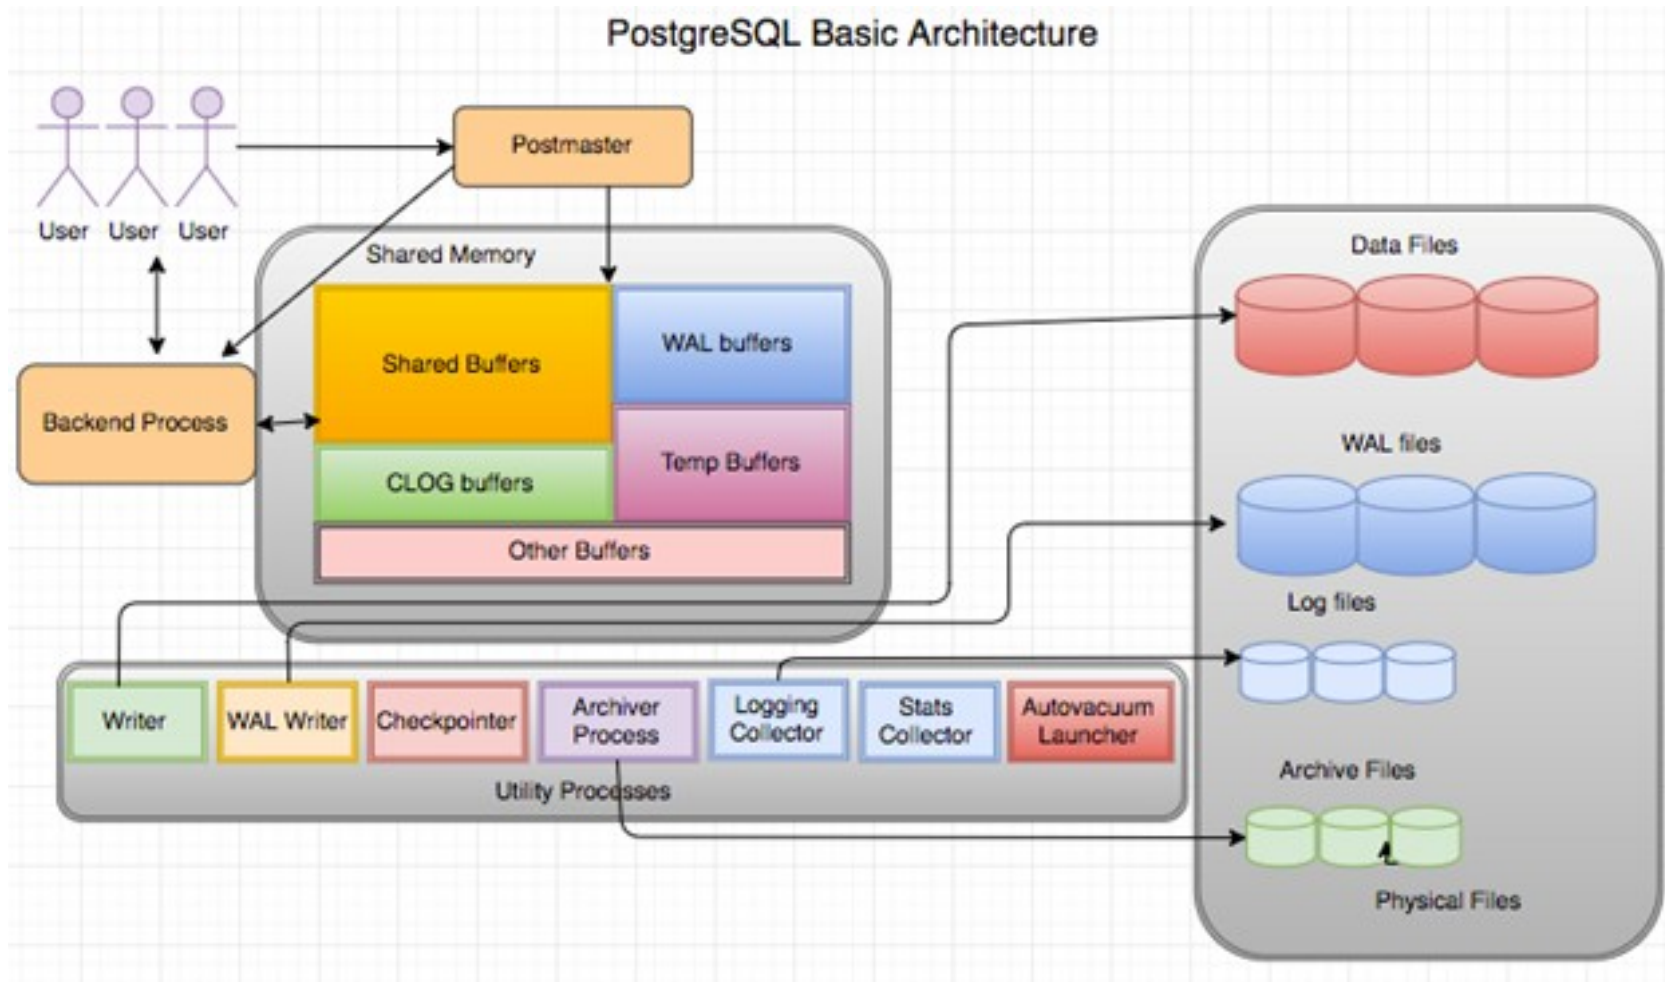 PostgreSQL Basic Architecture
Postmaster
User User User
Shared Memory
Data Files
Shared Buffers
WAL buffers
Backend Process
CLOG buffers
Temp Buffers
Other Buffers
WAL files
Log files
Writer
WAL Writer
Checkpointer
Archiver
Process
Logging
Collector
Stats
Collector
Autovacuum
Launcher
Utility Processes
Archive Files
Physical Files